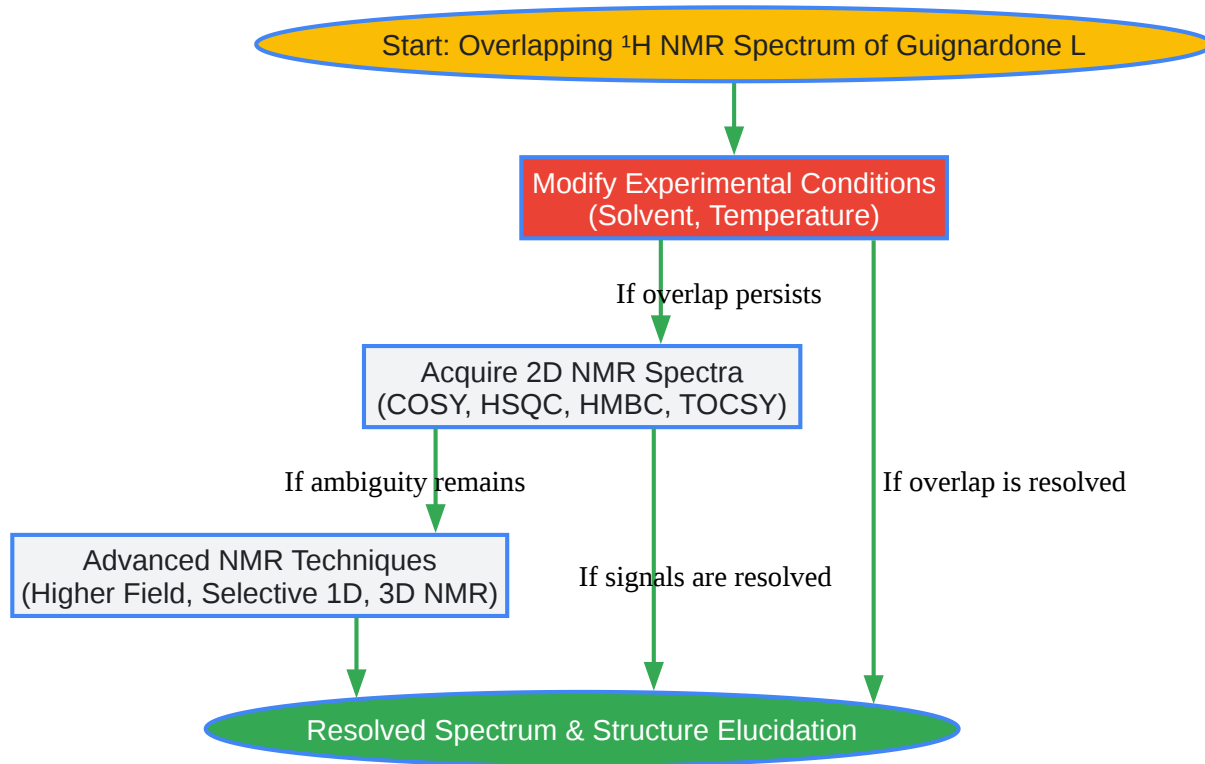 Start: Overlapping ¹H NMR Spectrum of Guignardone L
Modify Experimental Conditions
(Solvent, Temperature)
If overlap persists
Acquire 2D NMR Spectra
(COSY, HSQC, HMBC, TOCSY)
If ambiguity remains
If overlap is resolved
Advanced NMR Techniques
(Higher Field, Selective 1D, 3D NMR)
If signals are resolved
Resolved Spectrum & Structure Elucidation